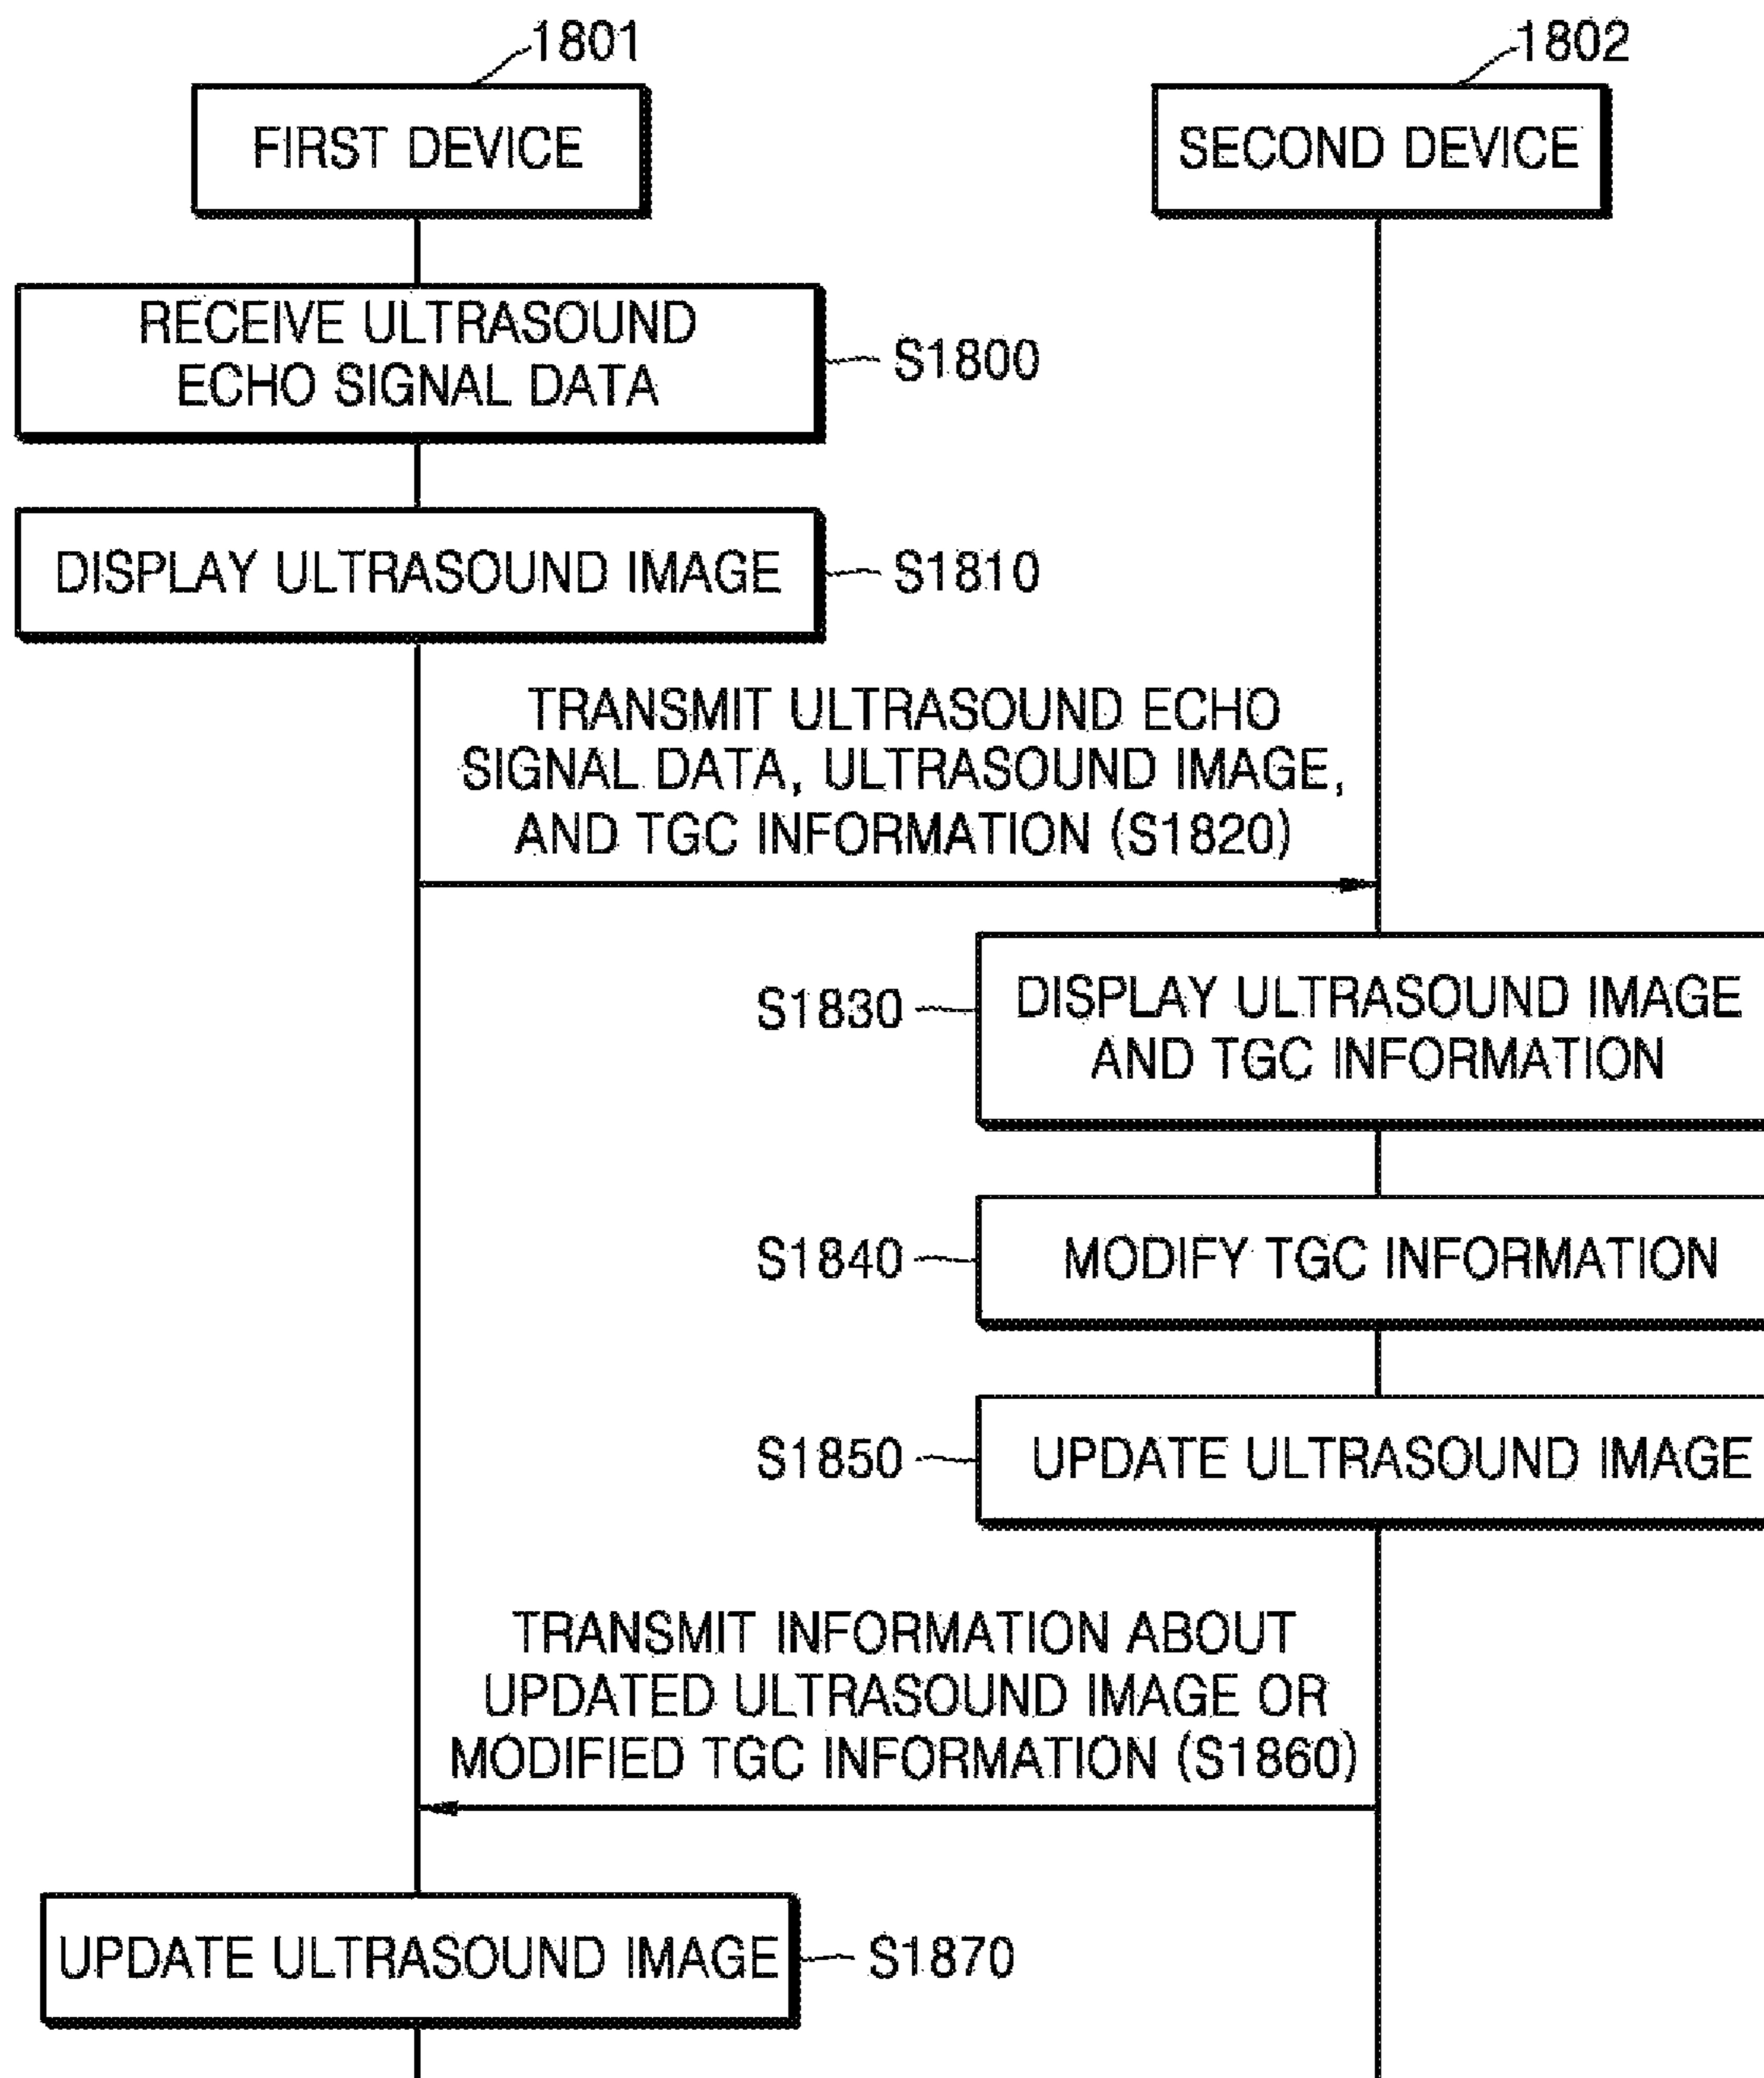 1801
1802
FIRST DEVICE
SECOND DEVICE
RECEIVE ULTRASOUND
ECHO SIGNAL DATA
S1800
DISPLAY ULTRASOUND IMAGE
S1810
TRANSMIT ULTRASOUND ECHO
SIGNAL DATA, ULTRASOUND IMAGE,
AND TGC INFORMATION (S1820)
S1830
DISPLAY ULTRASOUND IMAGE
AND TGC INFORMATION
S1840
MODIFY TGC INFORMATION
S1850
UPDATE ULTRASOUND IMAGE
TRANSMIT INFORMATION ABOUT
UPDATED ULTRASOUND IMAGE OR
MODIFIED TGC INFORMATION (S1860)
UPDATE ULTRASOUND IMAGE
S1870